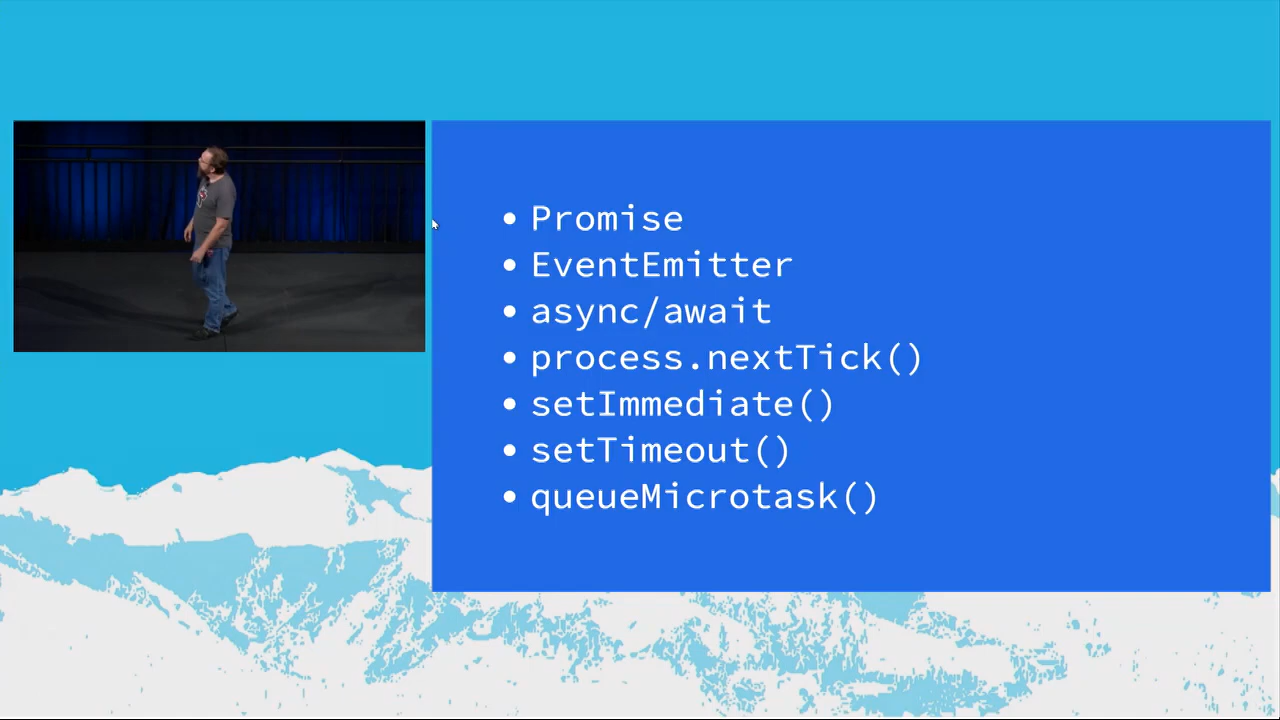 • Promise
• EventEmitter
• async/await
• process.nextTick()
• setImmediate()
• setTimeout()
• queueMicrotask()